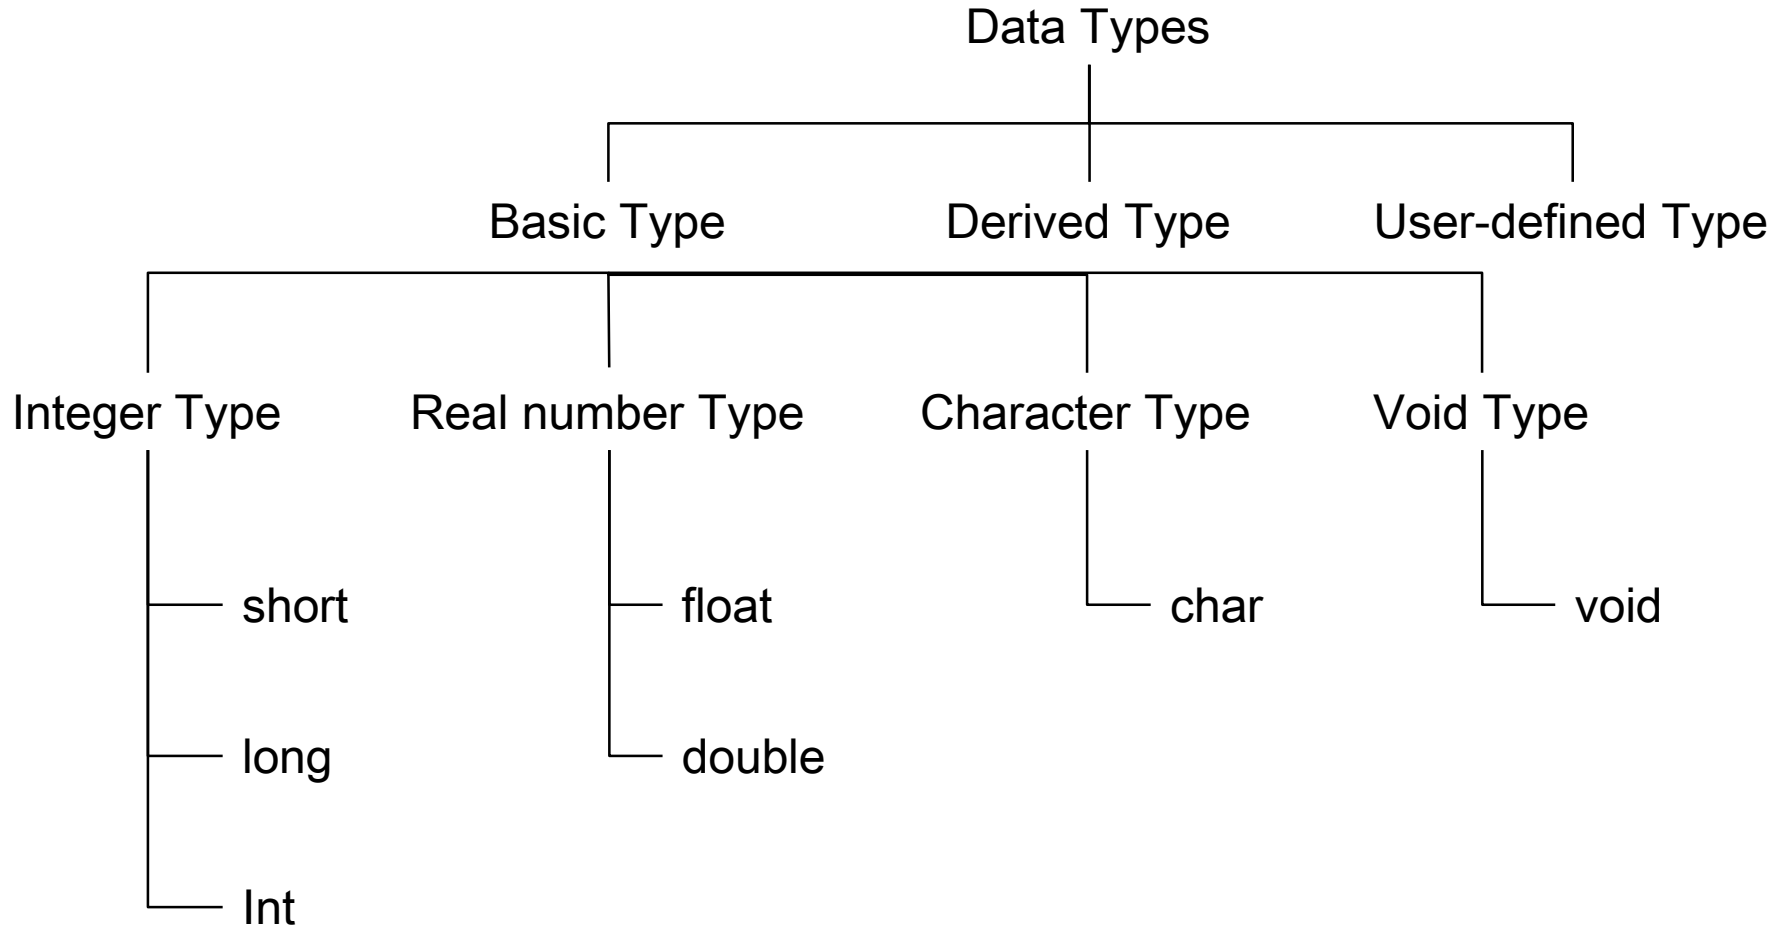 Data Types
Basic Type
Derived Type
User-defined Type
Integer Type
Real number Type
Character Type
Void Type
short
float
char
void
long
double
Int